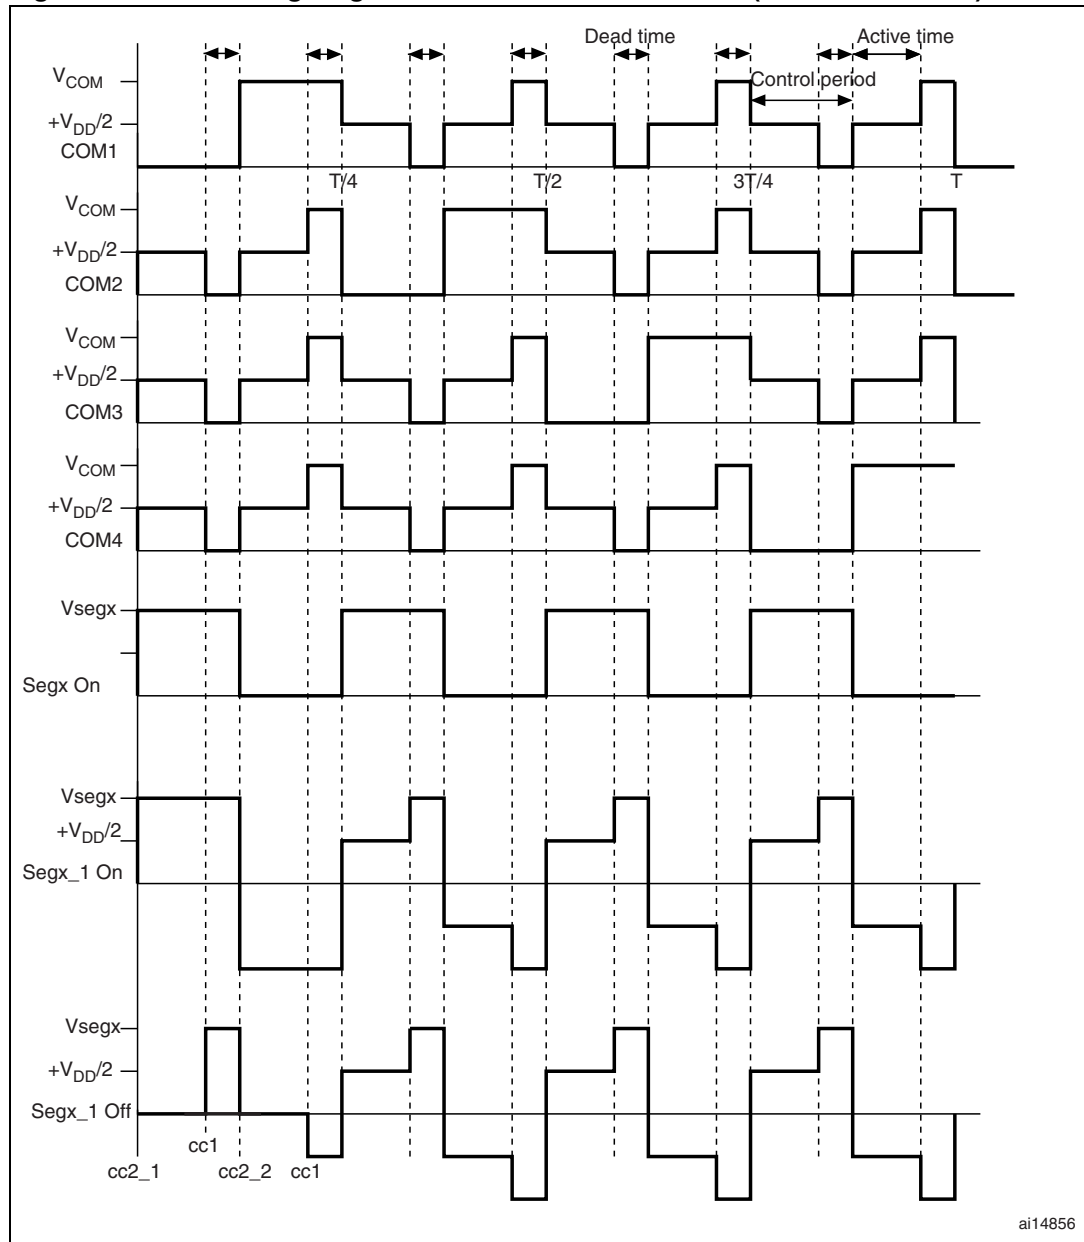 Dead time
Active time
Control period
VCOM
+VDD/2
COM1
T/4
T/2
3T/4
T
VCOM
+VDD/2
COM2
VCOM
+VDD/2
COM3
VCOM
+VDD/2
COM4
Vsegx
Segx On
Vsegx
+VDD/2
Segx_1 On
Vsegx
+VDD/2
Segx_1 Off
cc1
cc2_1
cc2_2
cc1
ai14856